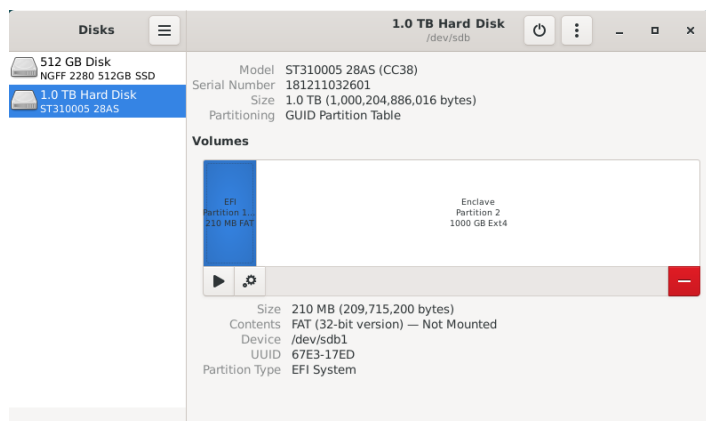 Disks
1.0 TB Hard Disk
/dev/sdb
512 GB Disk
NGFF 2280 512GB SSD
1.0 TB Hard Disk
ST310005 28AS
Model ST310005 28AS (CC38)
Serial Number 181211032601
Size 1.0 TB (1,000,204,886,016 bytes)
Partitioning GUID Partition Table
Volumes
EFI
Partition 1...
210 MB FAT
Enclave
Partition 2
1000 GB Ext4
Size 210 MB (209,715,200 bytes)
Contents FAT (32-bit version) — Not Mounted
Device /dev/sdb1
UUID 67E3-17ED
Partition Type EFI System